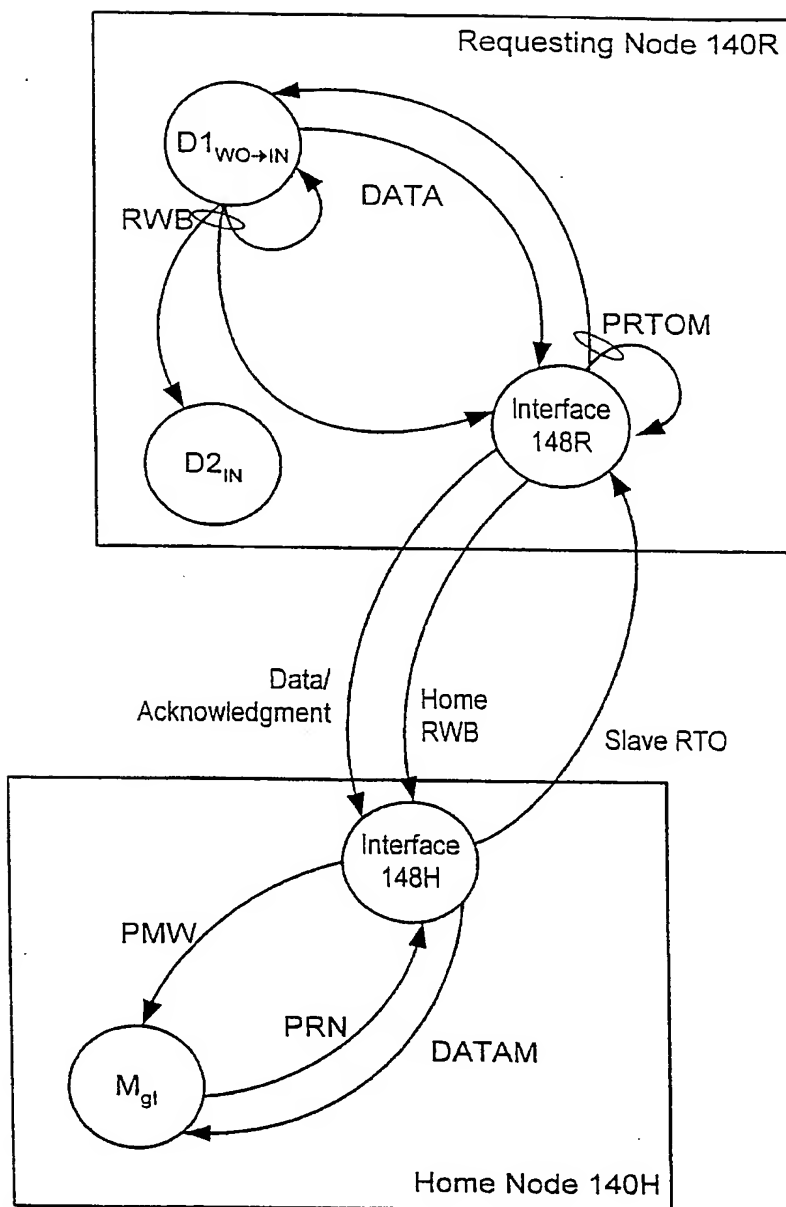 Requesting Node 140R
D1WO→IN
DATA
RWB
PRTOM
Interface
148R
D2IN
Data/
Acknowledgment
Home
RWB
Slave RTO
Interface
148H
PMW
PRN
DATAM
Mgl
Home Node 140H